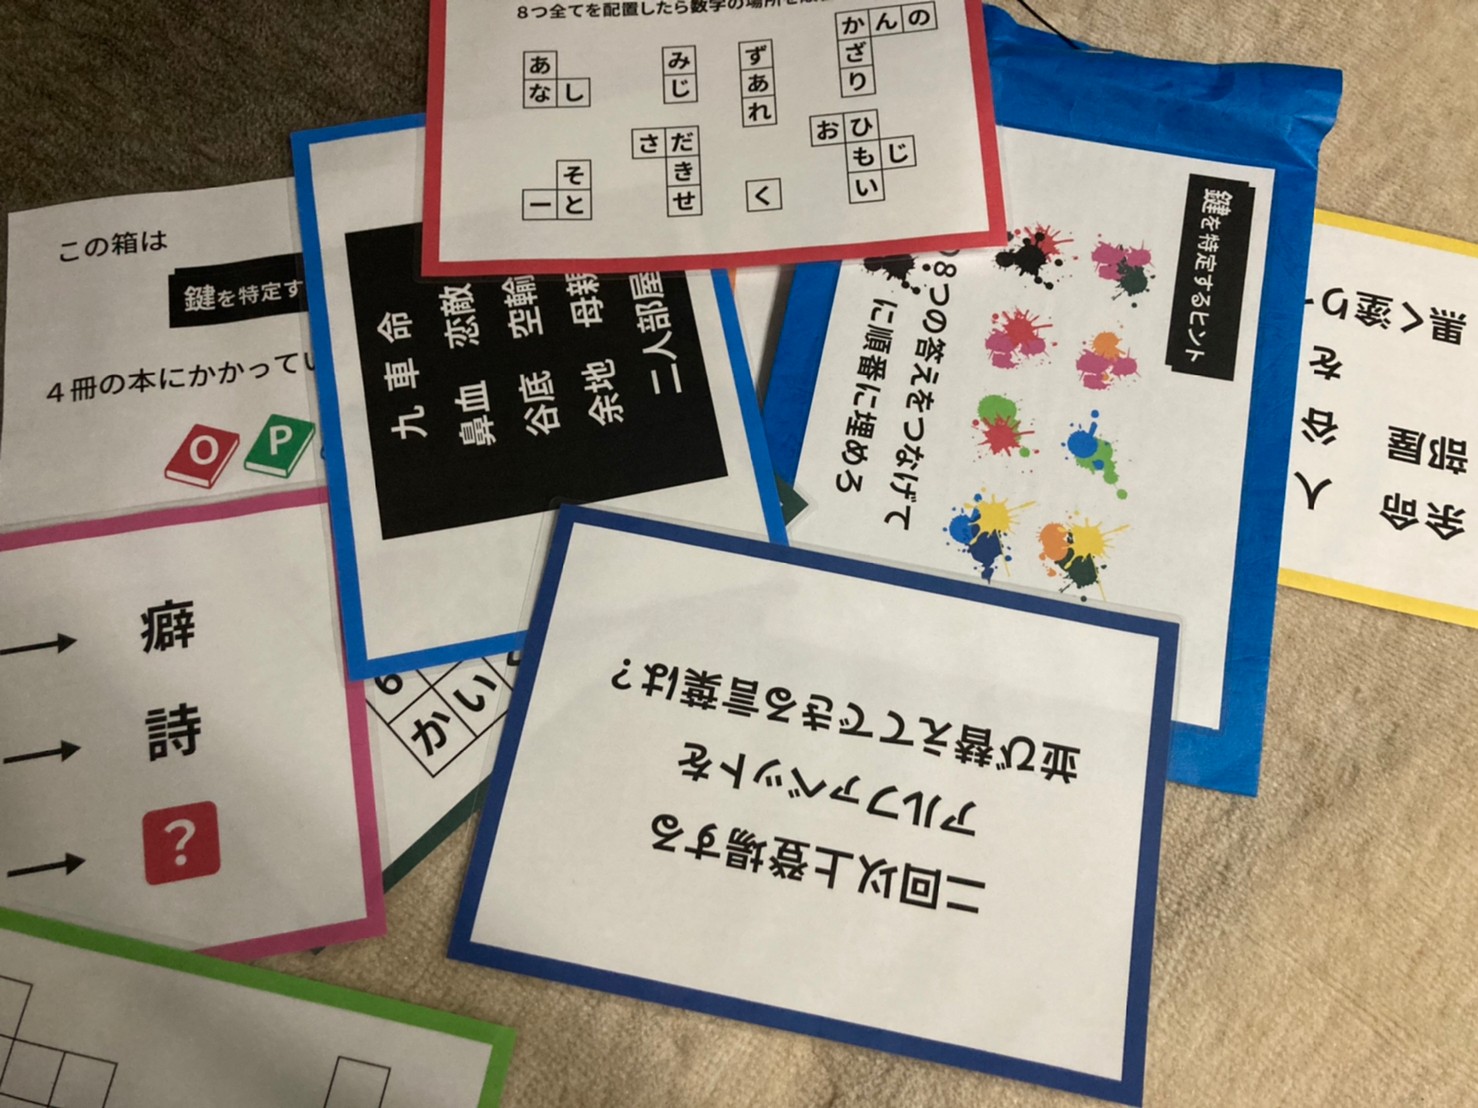 8つ全てを配置したら数字の場所を
あ
なし
みじ
ずあれ
かんの
ざり
そ
ーと
さだ
きせ
く
おひ
もじ
い
この箱は
鍵を特定す
4冊の本にかかってい
O P
九車命
鼻血 恋敵
谷底 空輸
余地 母親
二人部屋
鍵を特定するヒント
8つの答えをつなげて
に順番に埋めろ
黒く塗り
を
谷
人
部屋
余命
癖
詩
?
6
かい
二回以上登場する
アルファベットを
並び替えてできる言葉は?